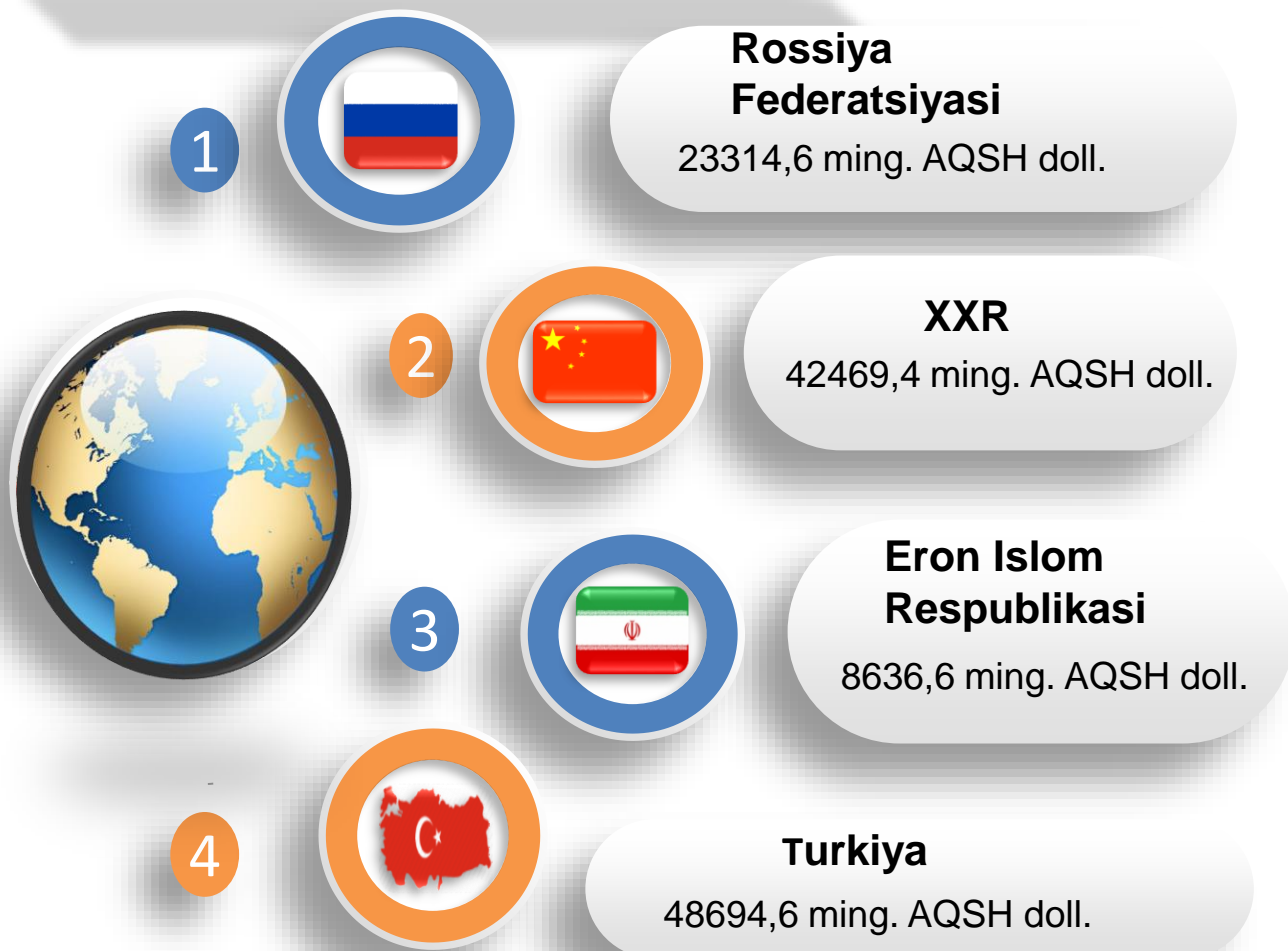 1
Rossiya
Federatsiyasi
23314,6 ming. AQSH doll.
2
XXR
42469,4 ming. AQSH doll.
3
Eron Islom
Respublikasi
8636,6 ming. AQSH doll.
-
4
Turkiya
48694,6 ming. AQSH doll.